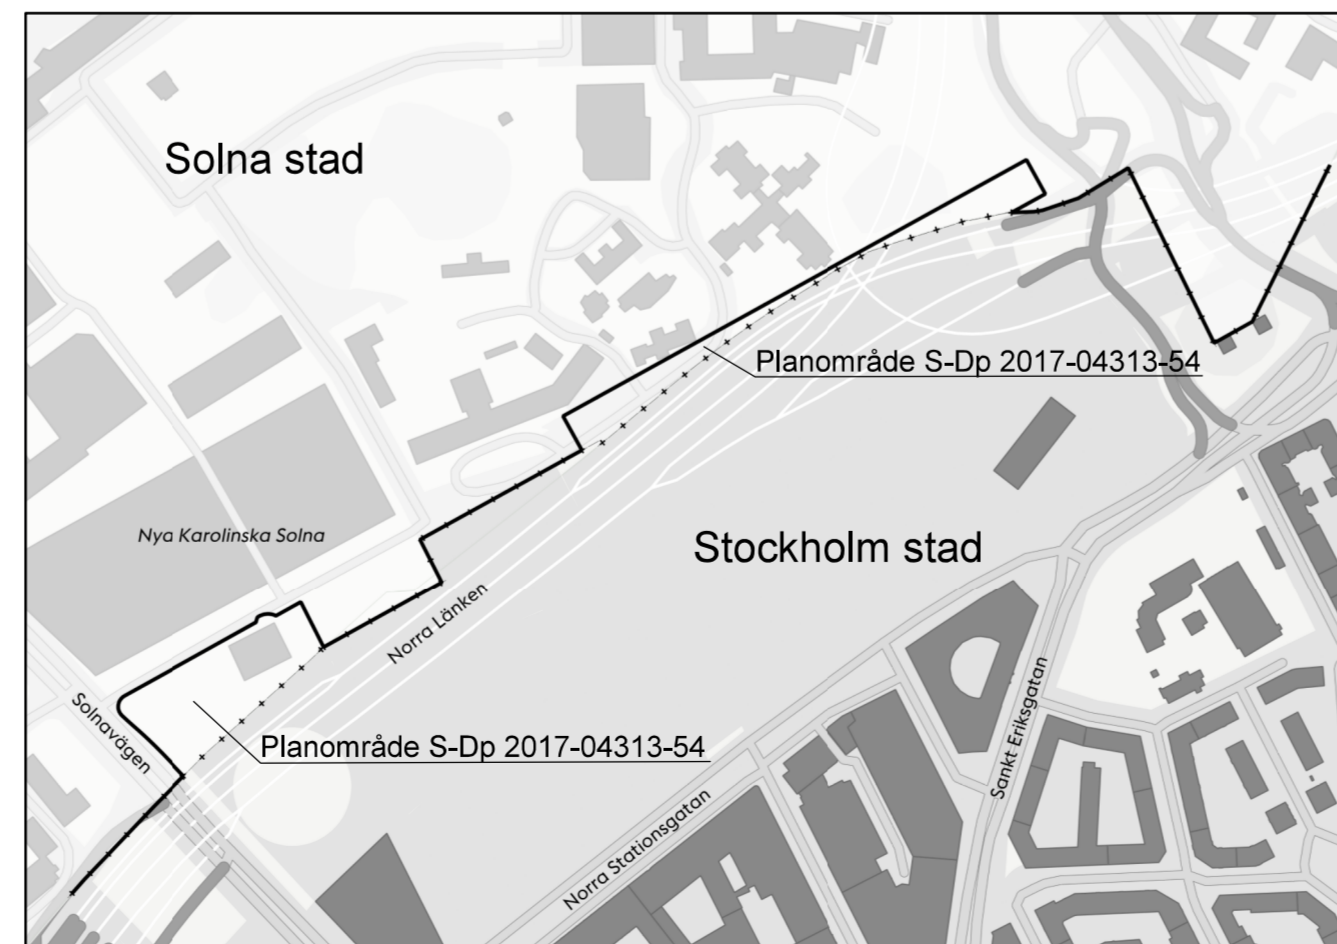 Solna stad
Planområde S-Dp 2017-04313-54
Nya Karolinska Solna
Stockholm stad
Norra Länken
Solnavägen
Planområde S-Dp 2017-04313-54
Sankt Eriksgatan
Norra Stationsgatan